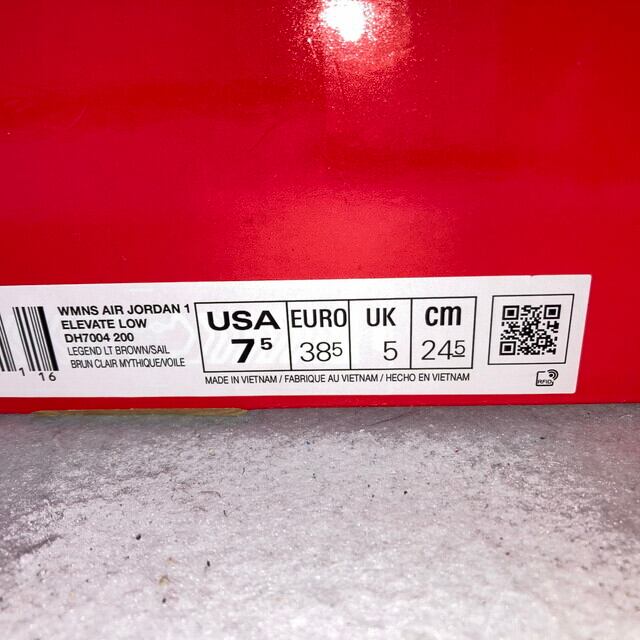 WMNS AIR JORDAN 1
ELEVATE LOW
DH7004 200
LEGEND LT BROWN/SAIL
BRUN CLAIR MYTHIQUE/VOILE
1 16
USA EURO UK cm
7⁵ 38⁵ 5 24⁵
MADE IN VIETNAM / FABRIQUE AU VIETNAM / HECHO EN VIETNAM
RFID